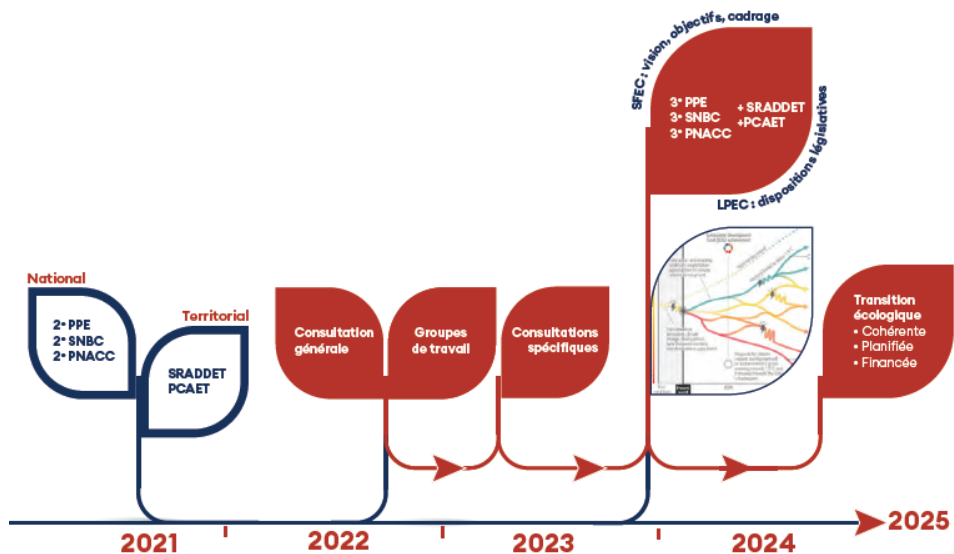 SFEC : vision, objectifs, cadrage
3ᵉ PPE
3ᵉ SNBC
3ᵉ PNACC
+ SRADDET
+PCAET
LPEC : dispositions législatives
National
2ᵉ PPE
2ᵉ SNBC
2ᵉ PNACC
Territorial
SRADDET
PCAET
Consultation
générale
Groupes
de travail
Consultations
spécifiques
Transition
écologique
• Cohérente
• Planifiée
• Financée
2021
2022
2023
2024
2025